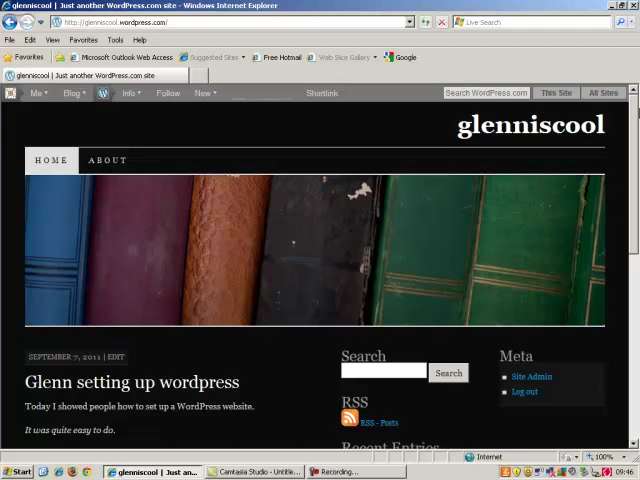 glenniscool | Just another WordPress.com site - Windows Internet Explorer
http://glenniscool.wordpress.com/
Live Search
File Edit View Favorites Tools Help
Favorites Microsoft Outlook Web Access Suggested Sites Free Hotmail Web Slice Gallery Google
glenniscool | Just another WordPress.com site
Me Blog Info Follow New Shortlink Search WordPress.com This Site All Sites
glenniscool
HOME ABOUT
SEPTEMBER 7, 2011 | EDIT
Glenn setting up wordpress
Today I showed people how to set up a WordPress website.
It was quite easy to do.
Search
Search
RSS
RSS - Posts
Recent Entries
Meta
Site Admin
Log out
Internet 100%
Start glenniscool | Just an... Camtasia Studio - Untitle... Recording... 09:46